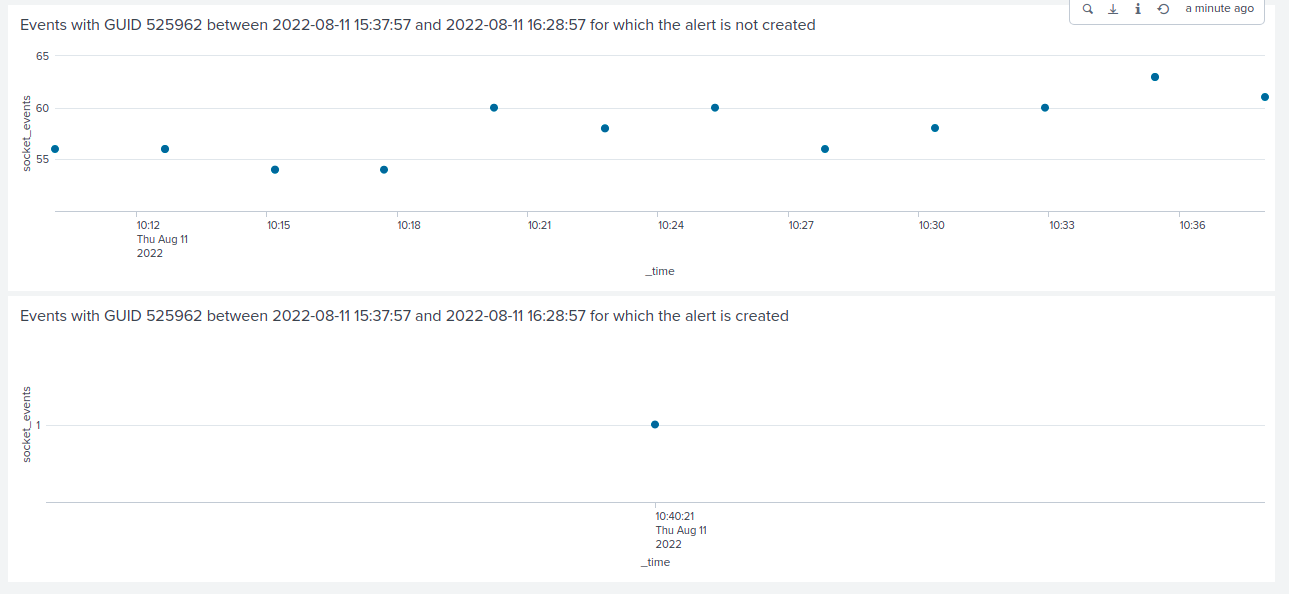 a minute ago
Events with GUID 525962 between 2022-08-11 15:37:57 and 2022-08-11 16:28:57 for which the alert is not created
65
60
55
socket_events
10:12 10:15 10:18 10:21 10:24 10:27 10:30 10:33 10:36
Thu Aug 11
2022
_time
Events with GUID 525962 between 2022-08-11 15:37:57 and 2022-08-11 16:28:57 for which the alert is created
socket_events
1
10:40:21
Thu Aug 11
2022
_time